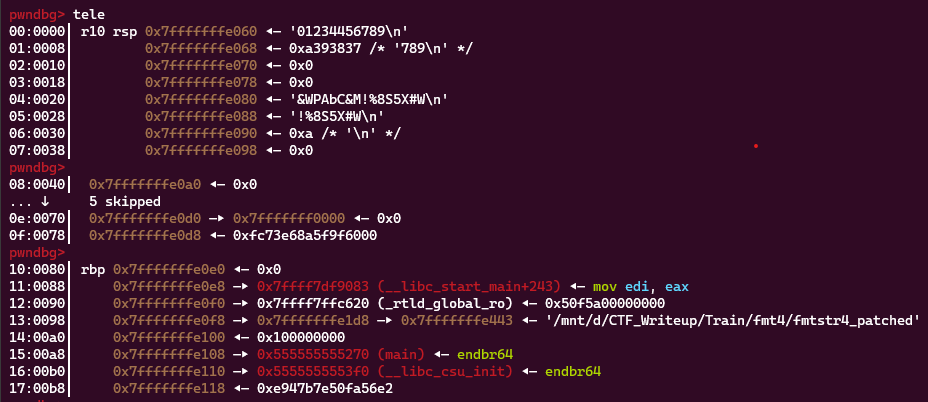 pwndbg> tele
00:0000│ r10 rsp 0x7fffffffe060 ◂— '01234456789\n'
01:0008│         0x7fffffffe068 ◂— 0xa393837 /* '789\n' */
02:0010│         0x7fffffffe070 ◂— 0x0
03:0018│         0x7fffffffe078 ◂— 0x0
04:0020│         0x7fffffffe080 ◂— '&WPAbC&M!%8S5X#W\n'
05:0028│         0x7fffffffe088 ◂— '!%8S5X#W\n'
06:0030│         0x7fffffffe090 ◂— 0xa /* '\n' */
07:0038│         0x7fffffffe098 ◂— 0x0
pwndbg>
08:0040│  0x7fffffffe0a0 ◂— 0x0
... ↓     5 skipped
0e:0070│  0x7fffffffe0d0 —▸ 0x7fffffff0000 ◂— 0x0
0f:0078│  0x7fffffffe0d8 ◂— 0xfc73e68a5f9f6000
pwndbg>
10:0080│ rbp 0x7fffffffe0e0 ◂— 0x0
11:0088│     0x7fffffffe0e8 —▸ 0x7ffff7df9083 (__libc_start_main+243) ◂— mov edi, eax
12:0090│     0x7fffffffe0f0 —▸ 0x7ffff7ffc620 (_rtld_global_ro) ◂— 0x50f5a00000000
13:0098│     0x7fffffffe0f8 —▸ 0x7fffffffe1d8 —▸ 0x7fffffffe443 ◂— '/mnt/d/CTF_Writeup/Train/fmt4/fmtstr4_patched'
14:00a0│     0x7fffffffe100 ◂— 0x100000000
15:00a8│     0x7fffffffe108 —▸ 0x555555555270 (main) ◂— endbr64
16:00b0│     0x7fffffffe110 —▸ 0x5555555553f0 (__libc_csu_init) ◂— endbr64
17:00b8│     0x7fffffffe118 ◂— 0xe947b7e50fa56e2